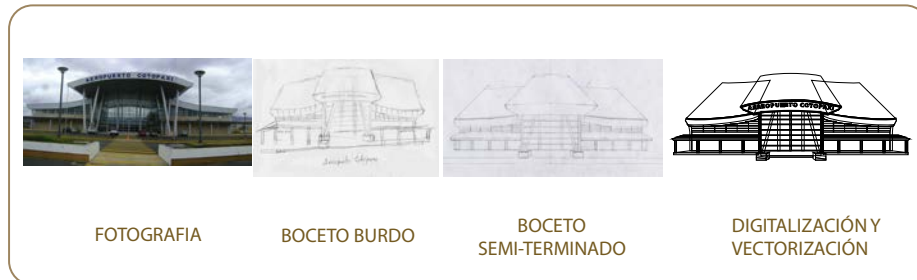 AEROPUERTO COTOPAXI
AEROPUERTO COTOPAXI
FOTOGRAFIA
BOCETO BURDO
BOCETO
SEMI-TERMINADO
DIGITALIZACIÓN Y
VECTORIZACIÓN